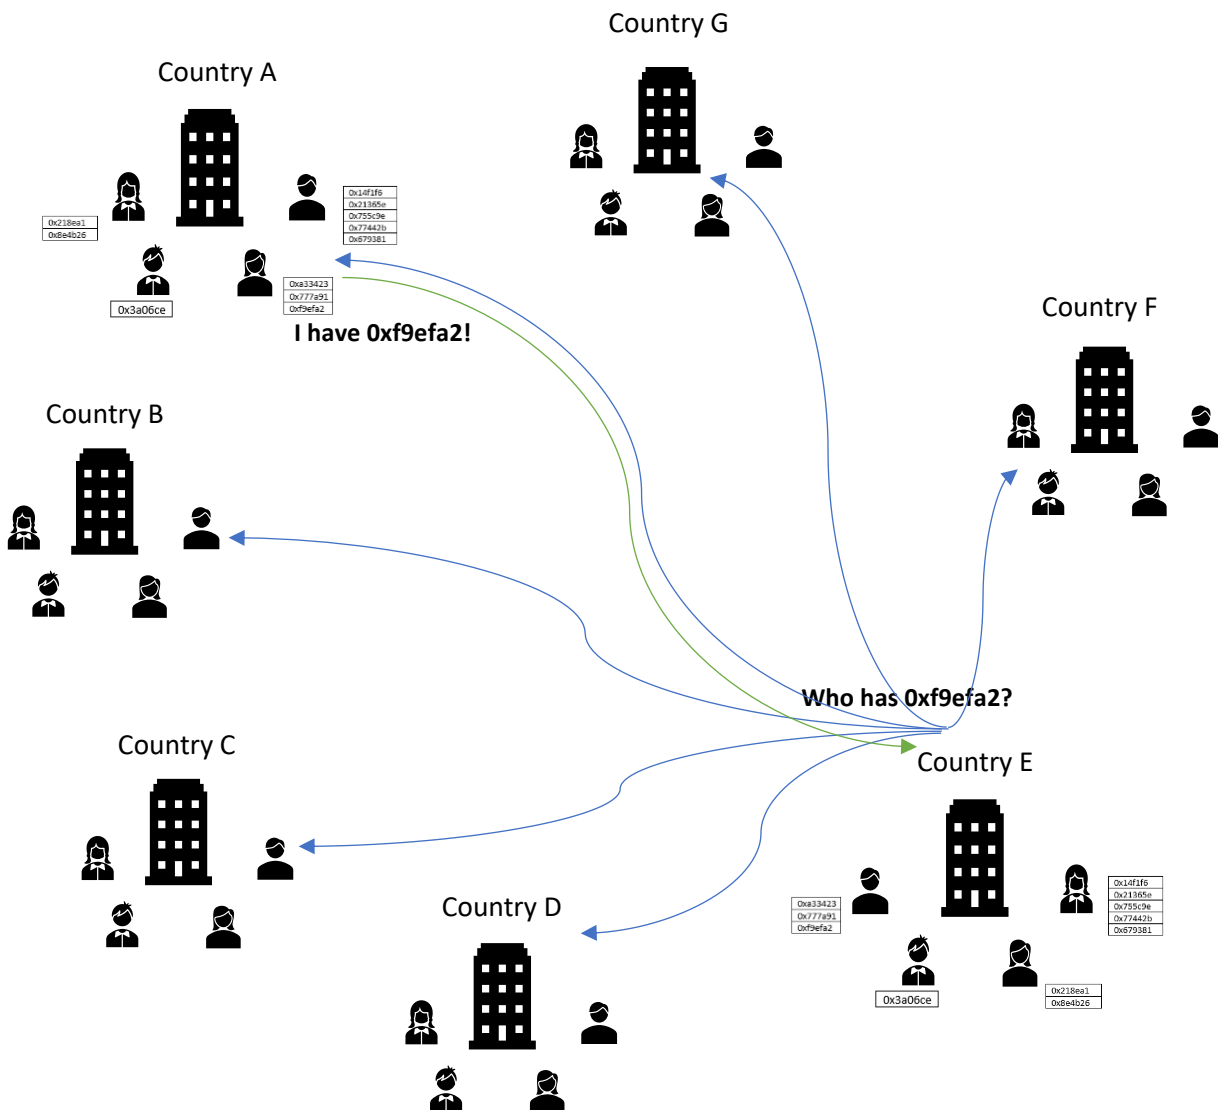 Country G
Country A
0x14f1f6
0x21365e
0x755c9e
0x77442b
0x679381
0x218ea1
0x8e4b26
0xa33423
0x777a91
0xf9efa2
0x3a06ce
I have 0xf9efa2!
Country F
Country B
Who has 0xf9efa2?
Country C
Country E
Country D
0xa33423
0x777a91
0xf9efa2
0x14f1f6
0x21365e
0x755c9e
0x77442b
0x679381
0x3a06ce
0x218ea1
0x8e4b26